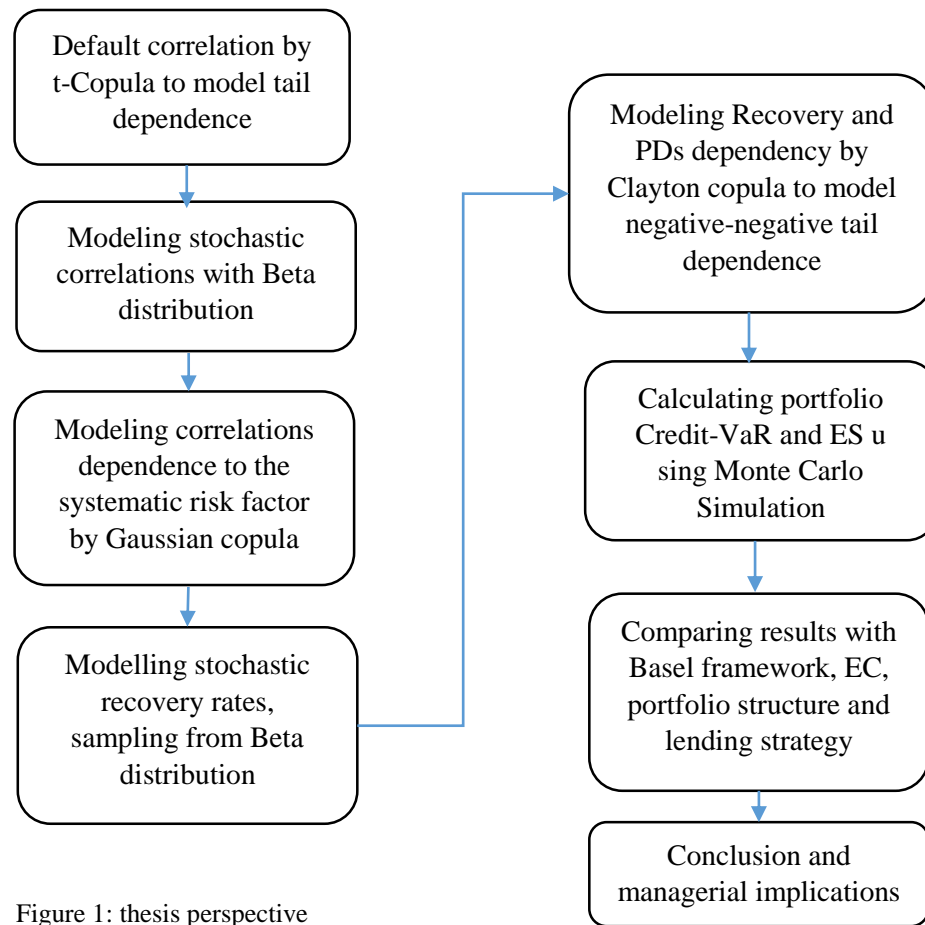 Default correlation by
t-Copula to model tail
dependence
Modeling stochastic
correlations with Beta
distribution
Modeling correlations
dependence to the
systematic risk factor
by Gaussian copula
Modelling stochastic
recovery rates,
sampling from Beta
distribution
Modeling Recovery and
PDs dependency by
Clayton copula to model
negative-negative tail
dependence
Calculating portfolio
Credit-VaR and ES u
sing Monte Carlo
Simulation
Comparing results with
Basel framework, EC,
portfolio structure and
lending strategy
Conclusion and
managerial implications
Figure 1: thesis perspective